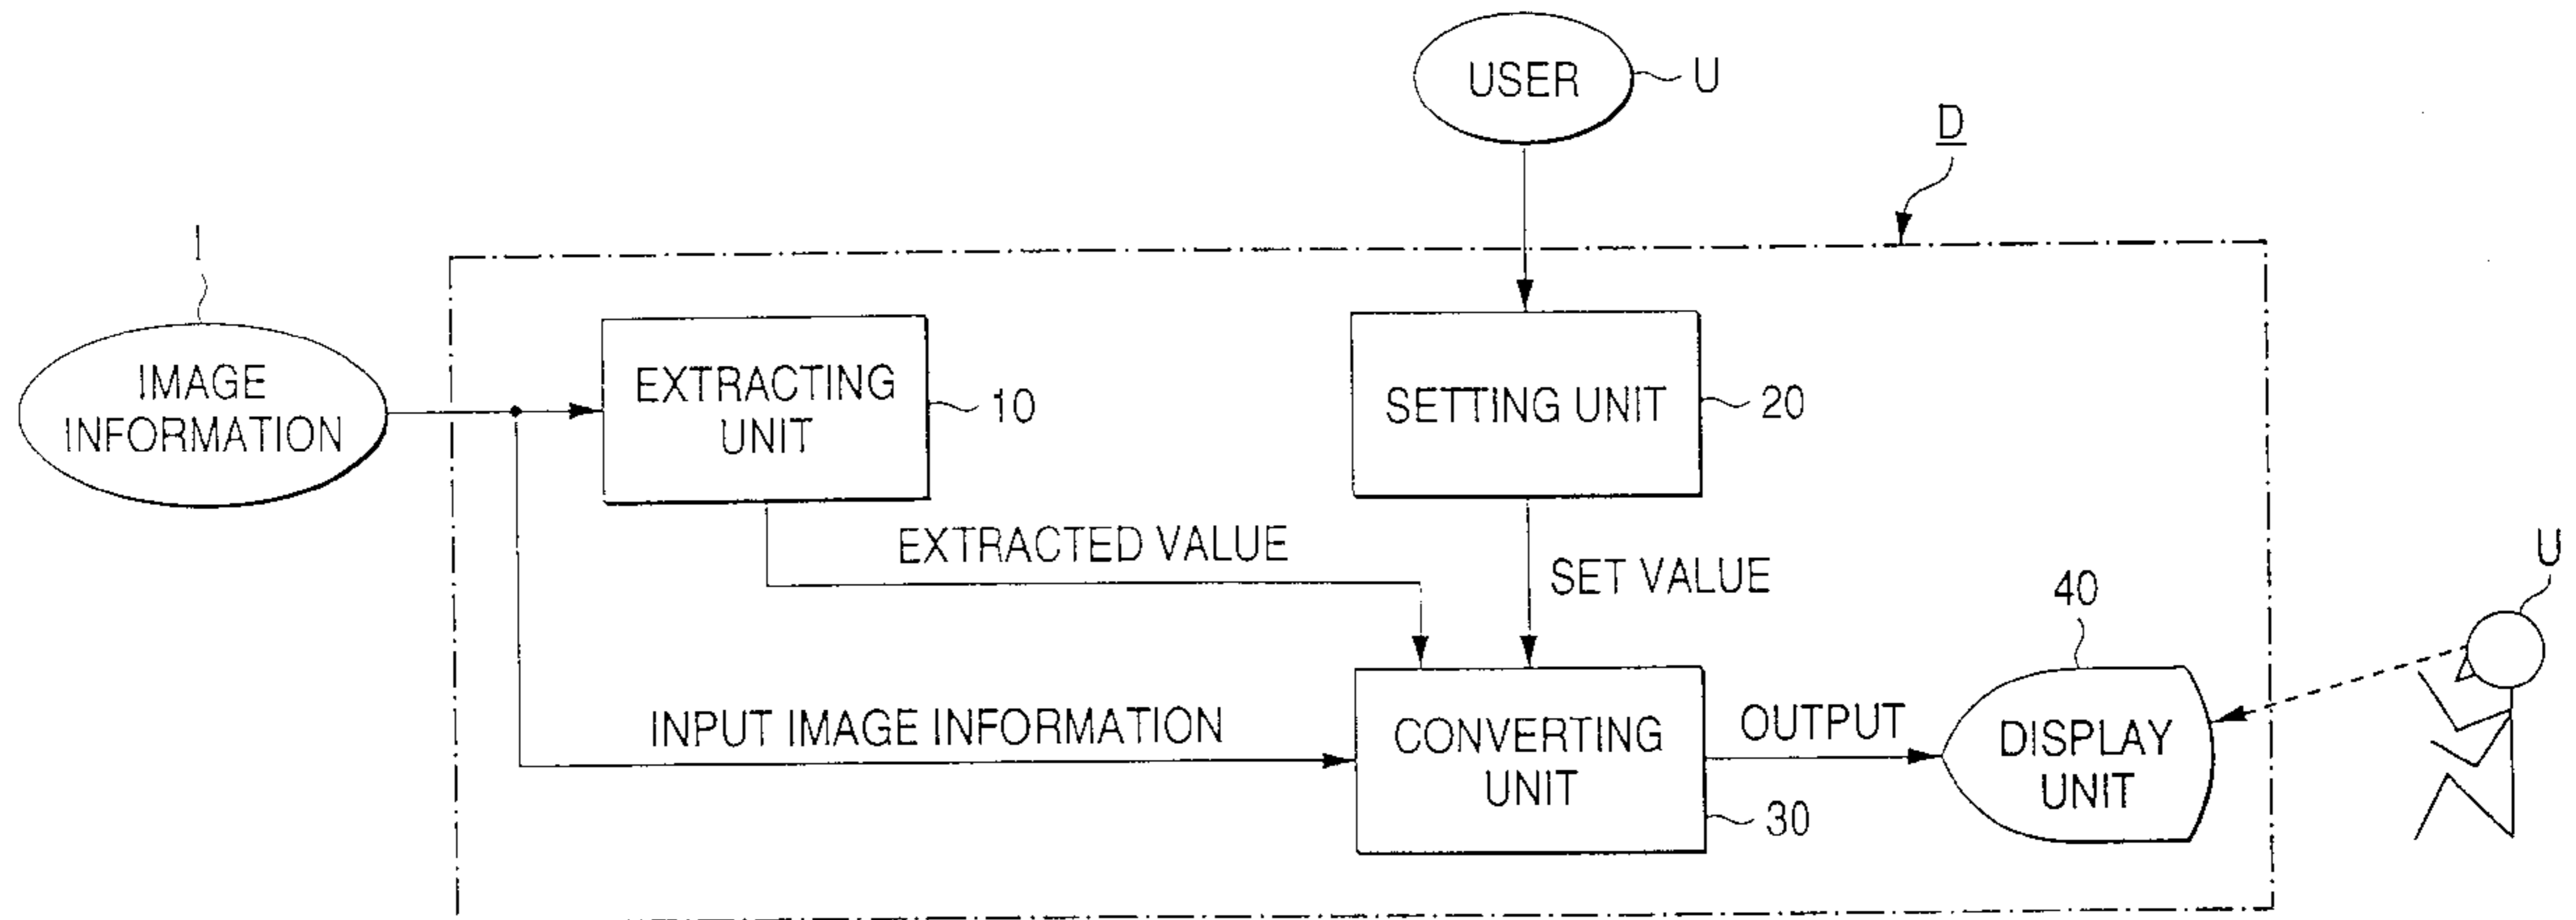 USER
U
D
I
IMAGE
INFORMATION
EXTRACTING
UNIT
10
SETTING UNIT
20
EXTRACTED VALUE
SET VALUE
U
40
INPUT IMAGE INFORMATION
CONVERTING
UNIT
30
OUTPUT
DISPLAY
UNIT